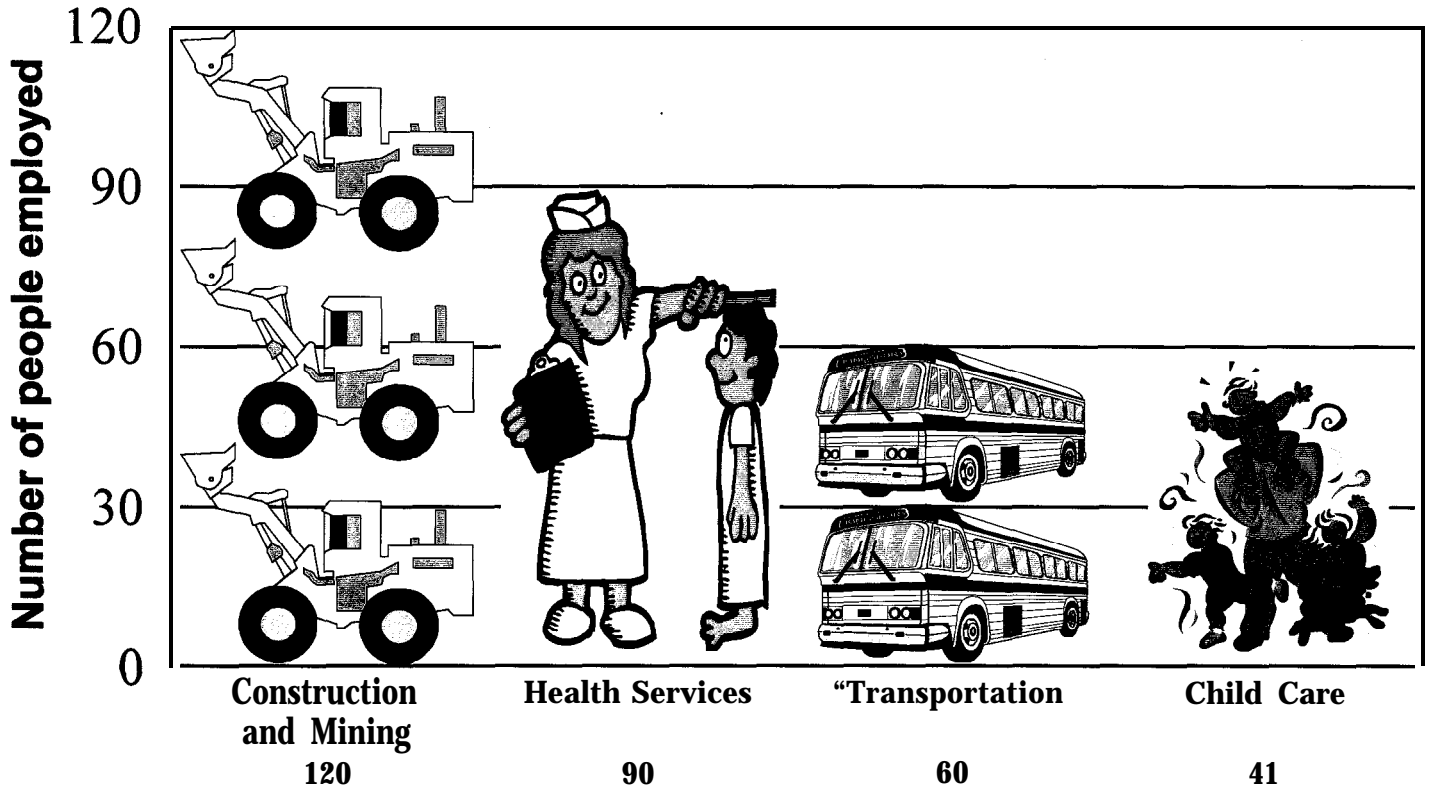 Number of people employed
120
90
60
30
0
Construction
and Mining
120
Health Services
90
“Transportation
60
Child Care
41